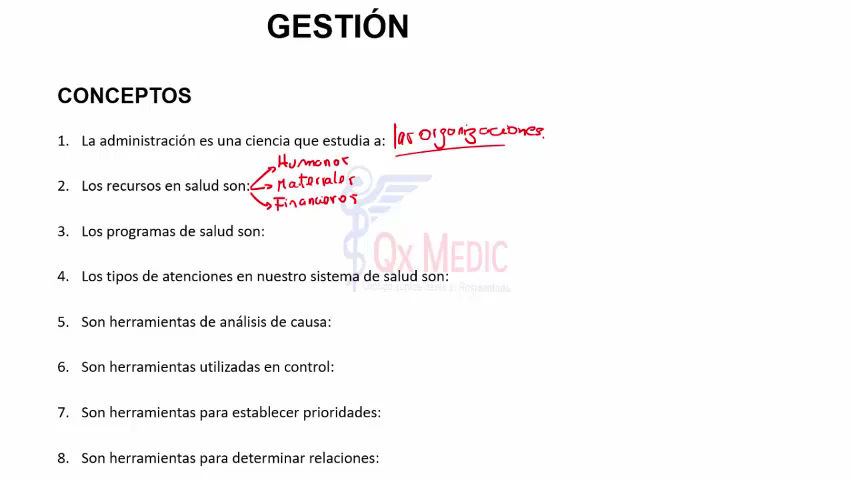 GESTIÓN
CONCEPTOS
1. La administración es una ciencia que estudia a: las organizaciones.
Humanos
2. Los recursos en salud son: Materiales
Financieros
3. Los programas de salud son:
QX MEDIC
4. Los tipos de atenciones en nuestro sistema de salud son:
5. Son herramientas de análisis de causa:
6. Son herramientas utilizadas en control:
7. Son herramientas para establecer prioridades:
8. Son herramientas para determinar relaciones: